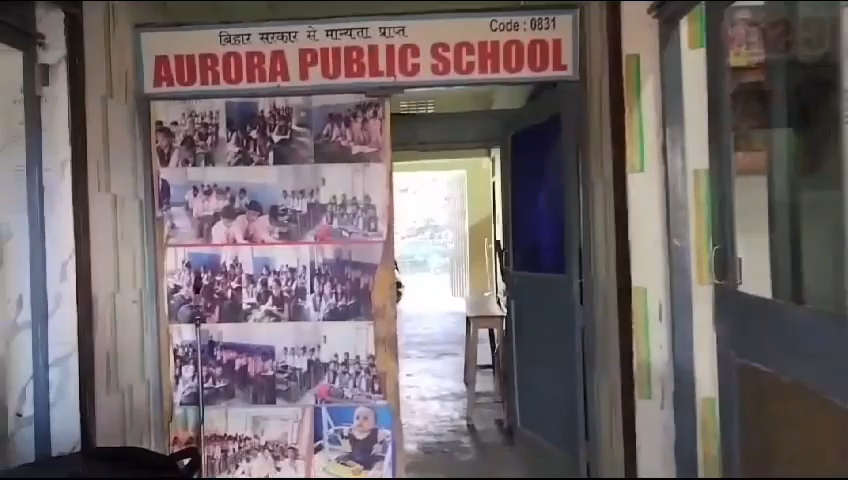 Code : 0831
बिहार सरकार से मान्यता प्राप्त
AURORA PUBLIC SCHOOL